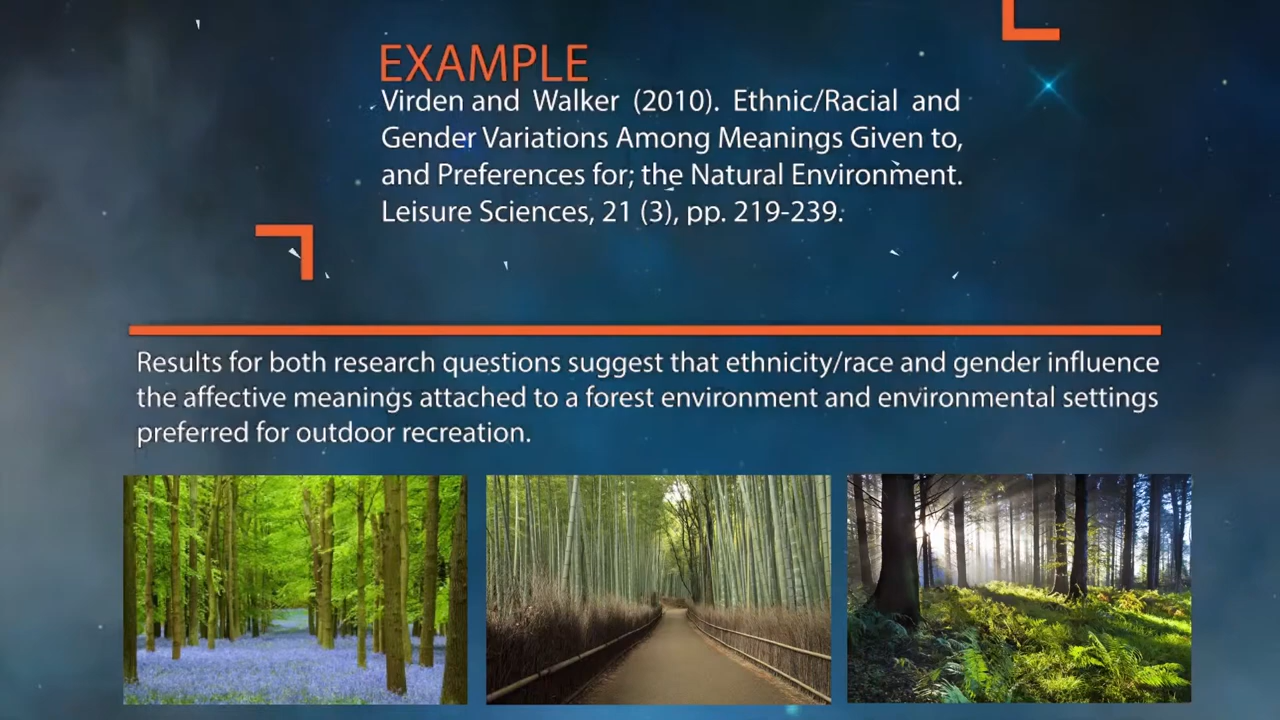 EXAMPLE
Virden and Walker (2010). Ethnic/Racial and
Gender Variations Among Meanings Given to,
and Preferences for; the Natural Environment.
Leisure Sciences, 21 (3), pp. 219-239.
Results for both research questions suggest that ethnicity/race and gender influence
the affective meanings attached to a forest environment and environmental settings
preferred for outdoor recreation.